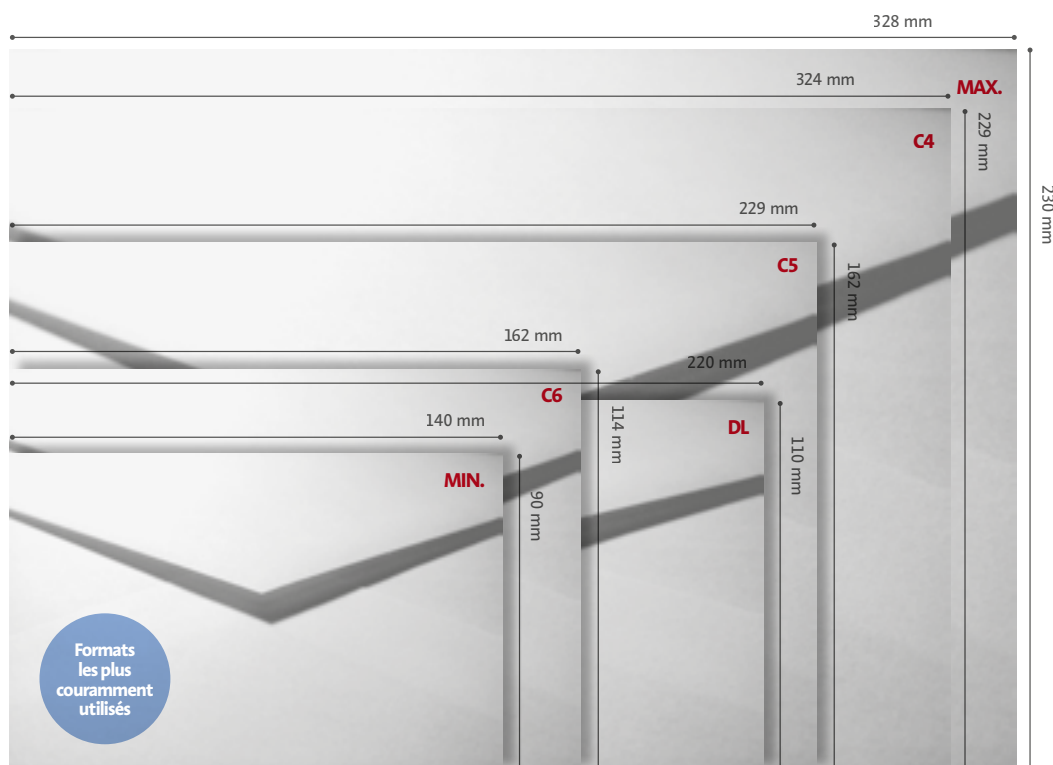 328 mm
324 mm
MAX.
229 mm
C4
230 mm
229 mm
C5
162 mm
162 mm
220 mm
C6
114 mm
140 mm
DL
110 mm
MIN.
90 mm
Formats
les plus
couramment
utilisés